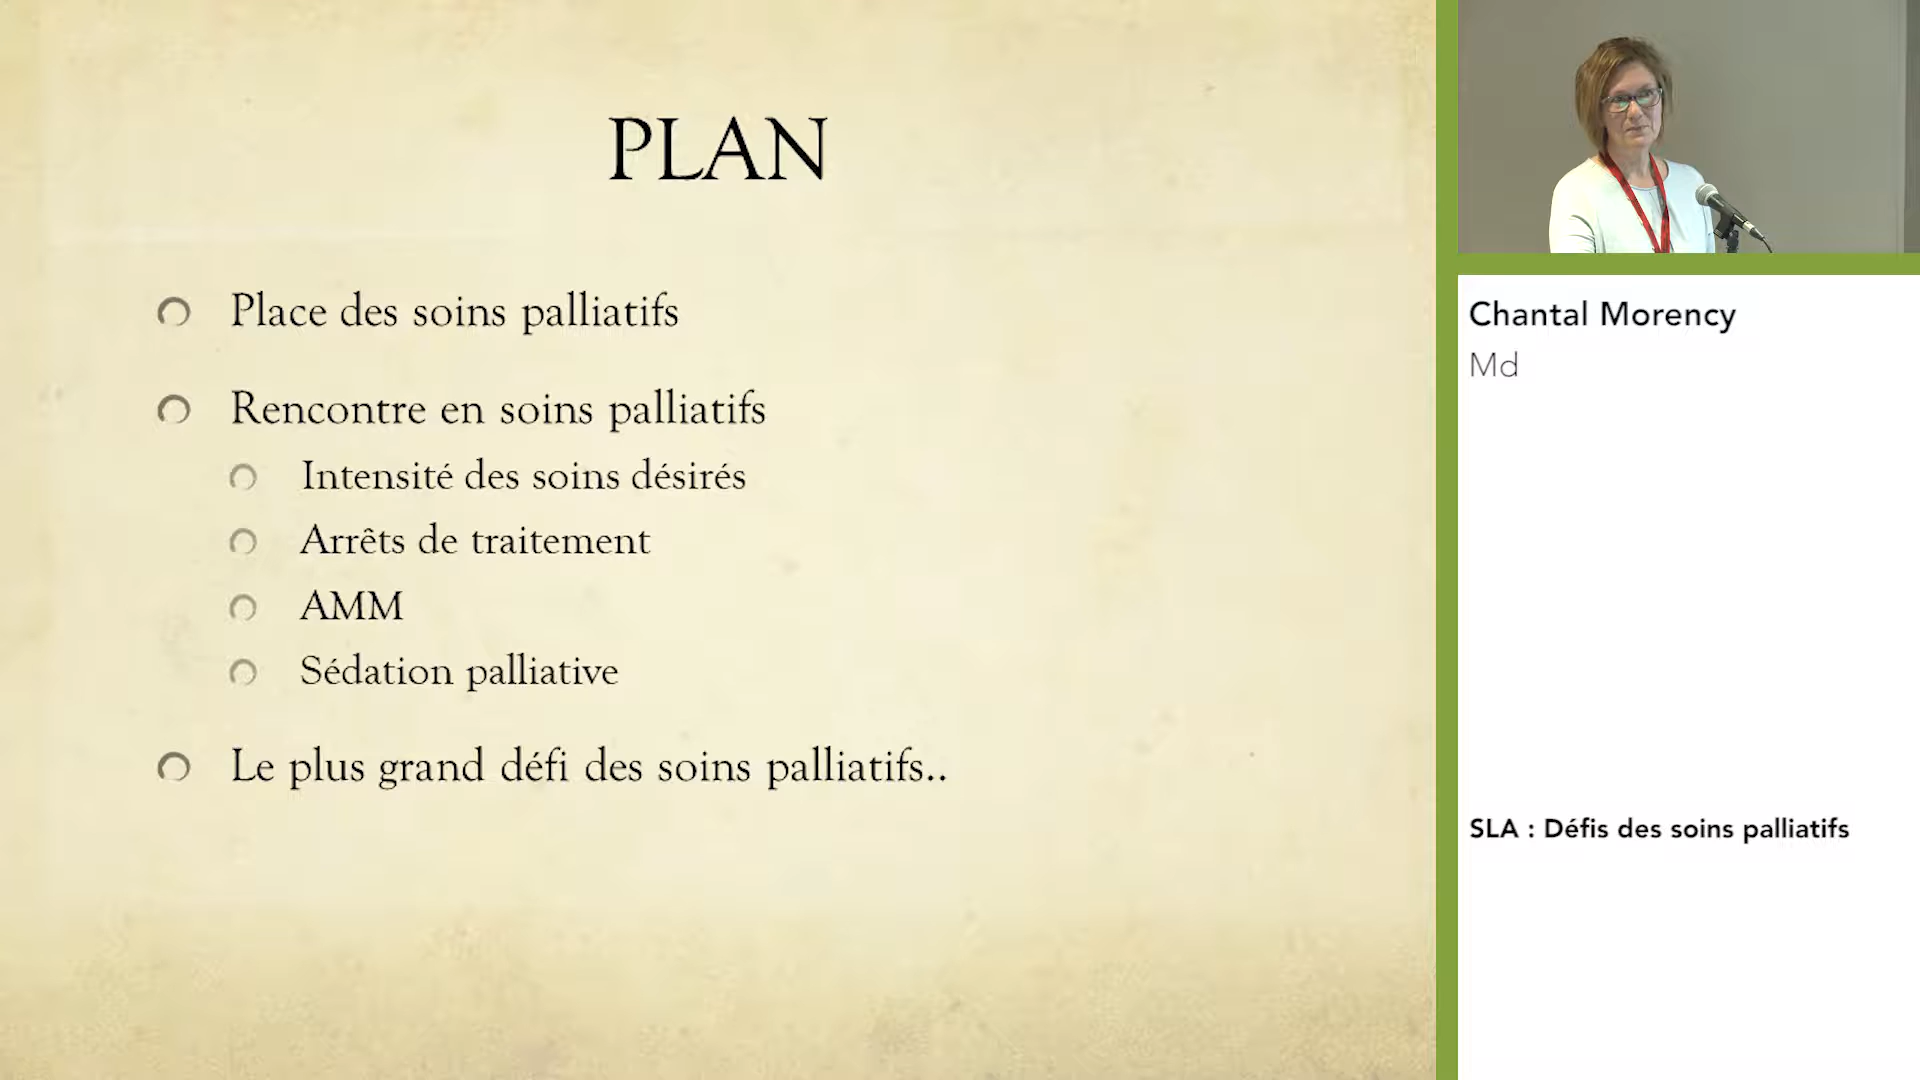 PLAN
Place des soins palliatifs
Rencontre en soins palliatifs
Intensité des soins désirés
Arrêts de traitement
AMM
Sédation palliative
Le plus grand défi des soins palliatifs..
Chantal Morency
Md
SLA : Défis des soins palliatifs